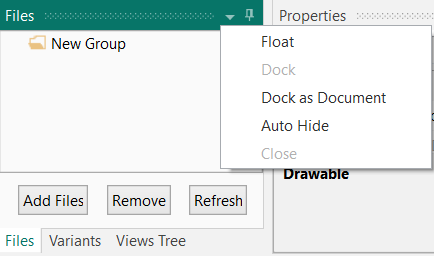 Files
Properties
New Group
Float
Dock
Dock as Document
Auto Hide
Close
Drawable
Add Files
Remove
Refresh
Files
Variants
Views Tree